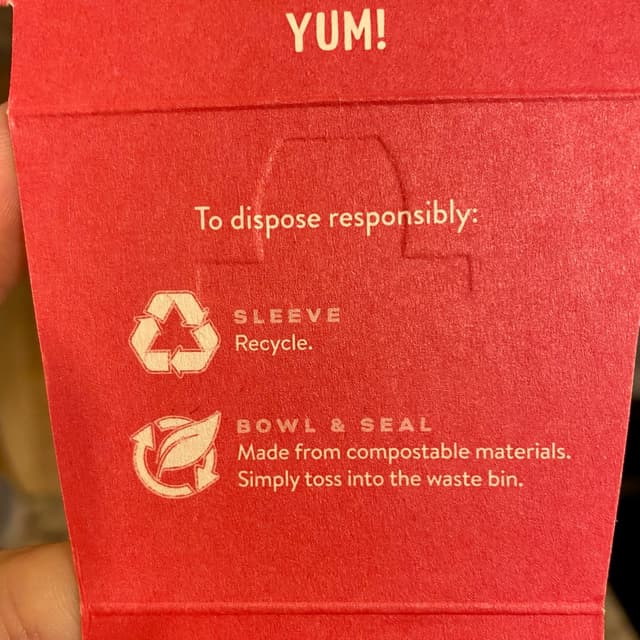 YUM!
To dispose responsibly:
SLEEVE
Recycle.
BOWL & SEAL
Made from compostable materials.
Simply toss into the waste bin.